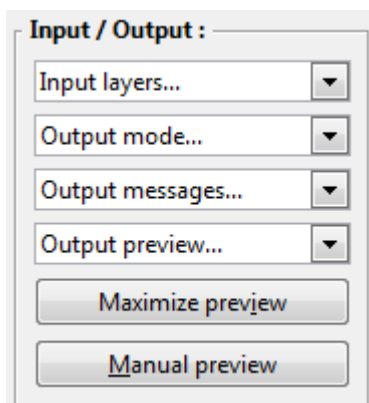 Input / Output :
Input layers...
Output mode...
Output messages...
Output preview...
Maximize preview
Manual preview